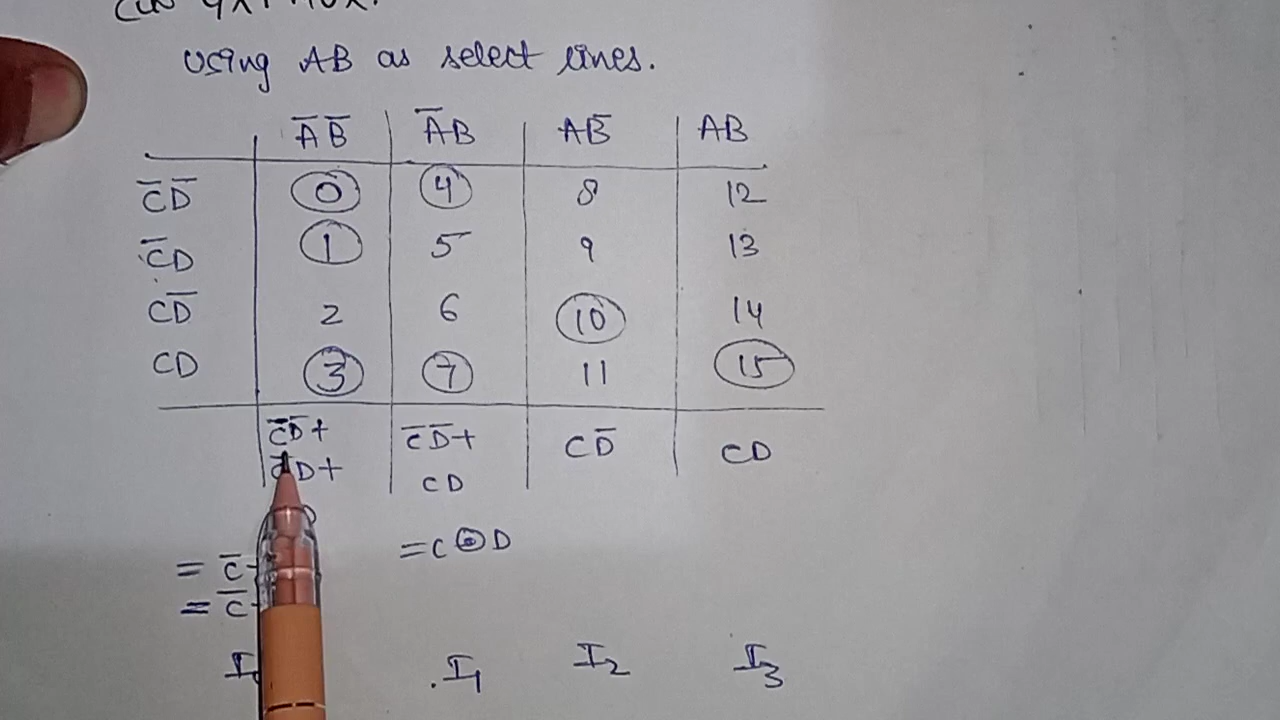 Using AB as select lines.
A̅B̅ A̅B AB̅ AB
C̅D̅ 0 4 8 12
C̅D 1 5 9 13
CD̅ 2 6 10 14
CD 3 7 11 15
C̅D̅+ C̅D̅+ CD̅ CD
C̅D+ CD
= C⊙D
= C̅
= C̅
I₁ I₂ I₃